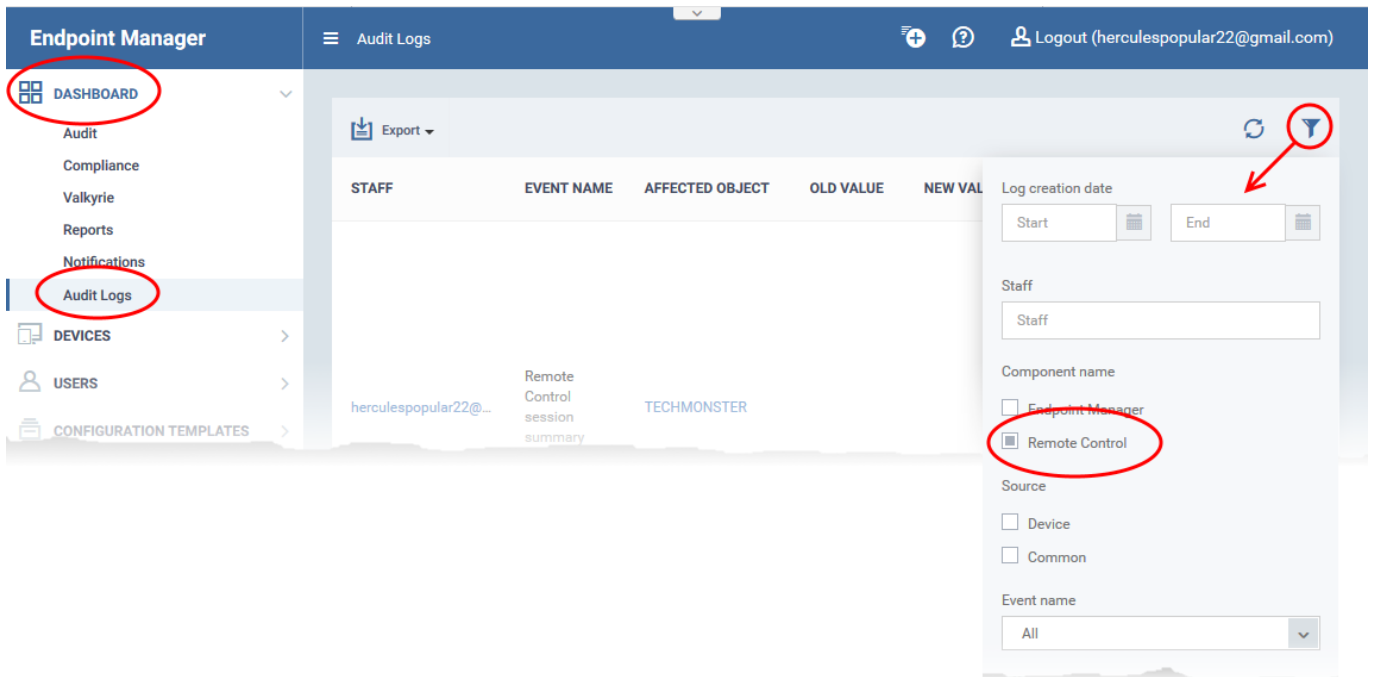 Endpoint Manager
Audit Logs
Logout (herculespopular22@gmail.com)
DASHBOARD
Audit
Compliance
Valkyrie
Reports
Notifications
Audit Logs
DEVICES
USERS
CONFIGURATION TEMPLATES
Export
STAFF EVENT NAME AFFECTED OBJECT OLD VALUE NEW VAL
herculespopular22@...
Remote
Control
session
summary
TECHMONSTER
Log creation date
Start End
Staff
Staff
Component name
Endpoint Manager
Remote Control
Source
Device
Common
Event name
All